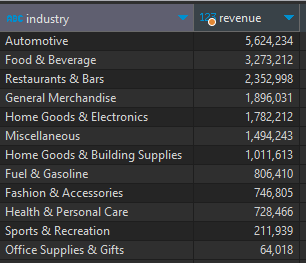 ABC industry 123 revenue
Automotive 5,624,234
Food & Beverage 3,273,212
Restaurants & Bars 2,352,998
General Merchandise 1,896,031
Home Goods & Electronics 1,782,212
Miscellaneous 1,494,243
Home Goods & Building Supplies 1,011,613
Fuel & Gasoline 806,410
Fashion & Accessories 746,805
Health & Personal Care 728,466
Sports & Recreation 211,939
Office Supplies & Gifts 64,018